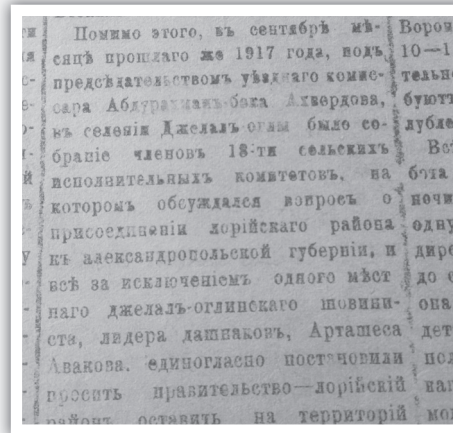 Помимо этого, въ сентябрѣ мѣ-
сяцѣ прошлаго же 1917 года, подъ
предсѣдательствомъ уѣзднаго комис-
сара Абдурахманъ-бэка Ахвердова,
въ селеніи Джелалъ-оглы было со-
браніе членовъ 18-ти сельскихъ
исполнительныхъ комитетовъ, на
которомъ обсуждался вопросъ о
присоединеніи лорійскаго района
къ александропольской губерніи, и
всѣ за исключеніемъ одного мѣст
наго джелалъ-оглинскаго шовини-
ста, лидера дашнаковъ, Арташеса
Авакова, единогласно постановили
просить правительство—лорійскій
районъ оставить на территорій